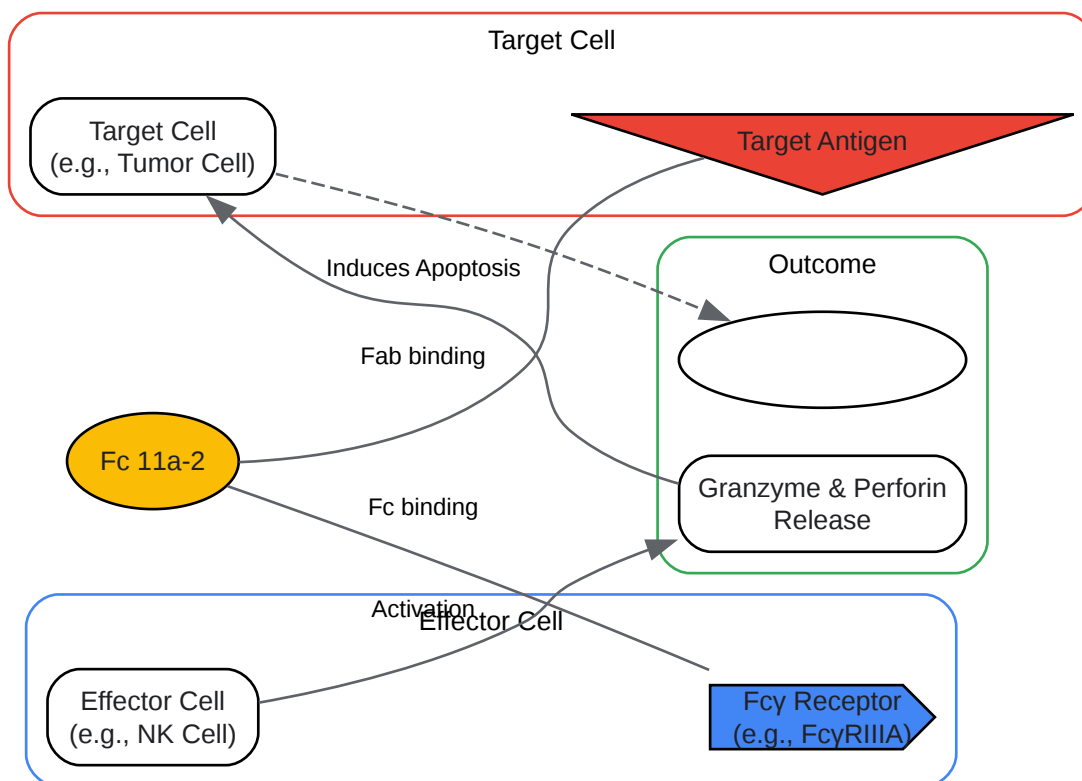 Target Cell
Target Cell
(e.g., Tumor Cell)
Target Antigen
Induces Apoptosis
Outcome
Fab binding
Fc 11a-2
Fc binding
Granzyme & Perforin
Release
Activation
Effector Cell
Effector Cell
(e.g., NK Cell)
Fcγ Receptor
(e.g., FcγRIIIA)